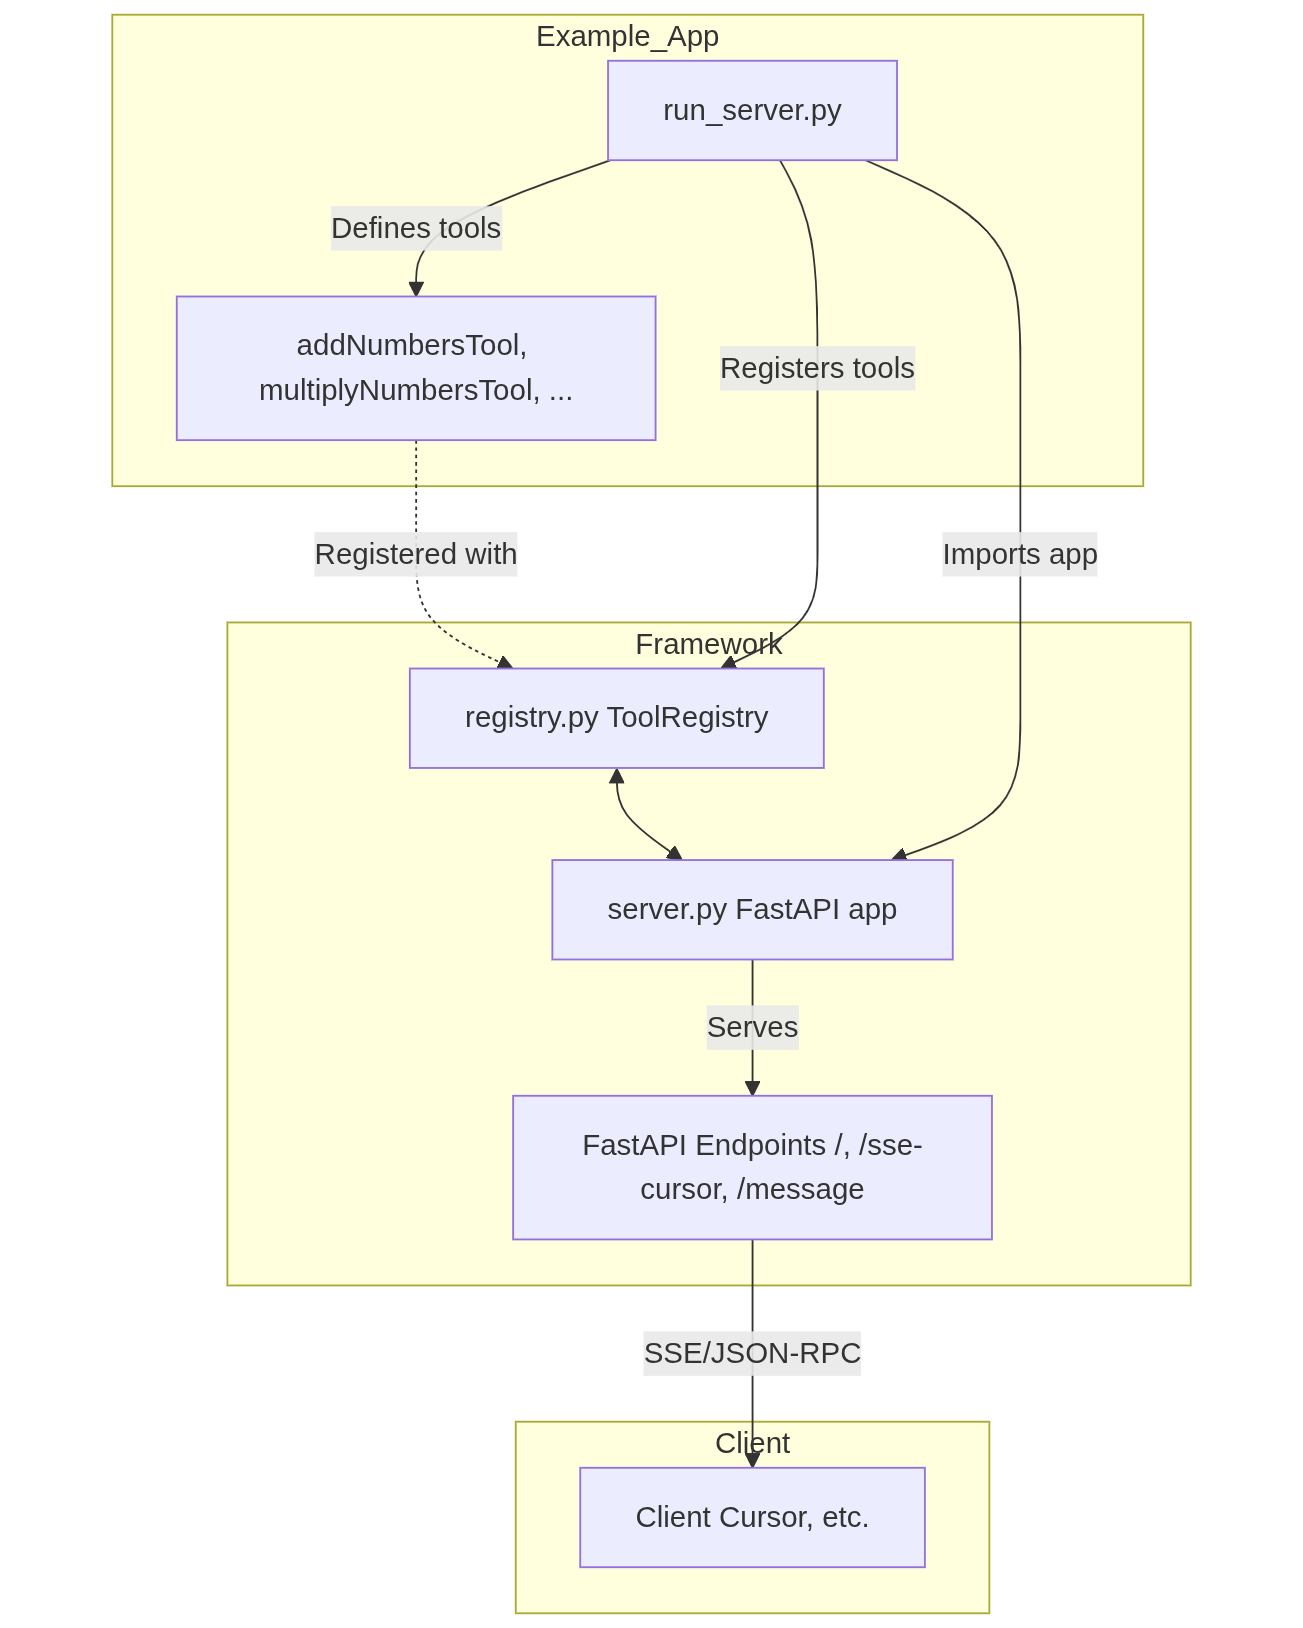 Example_App
run_server.py
Defines tools
addNumbersTool,
multiplyNumbersTool, ...
Registers tools
Registered with
Imports app
Framework
registry.py ToolRegistry
server.py FastAPI app
Serves
FastAPI Endpoints /, /sse-
cursor, /message
SSE/JSON-RPC
Client
Client Cursor, etc.